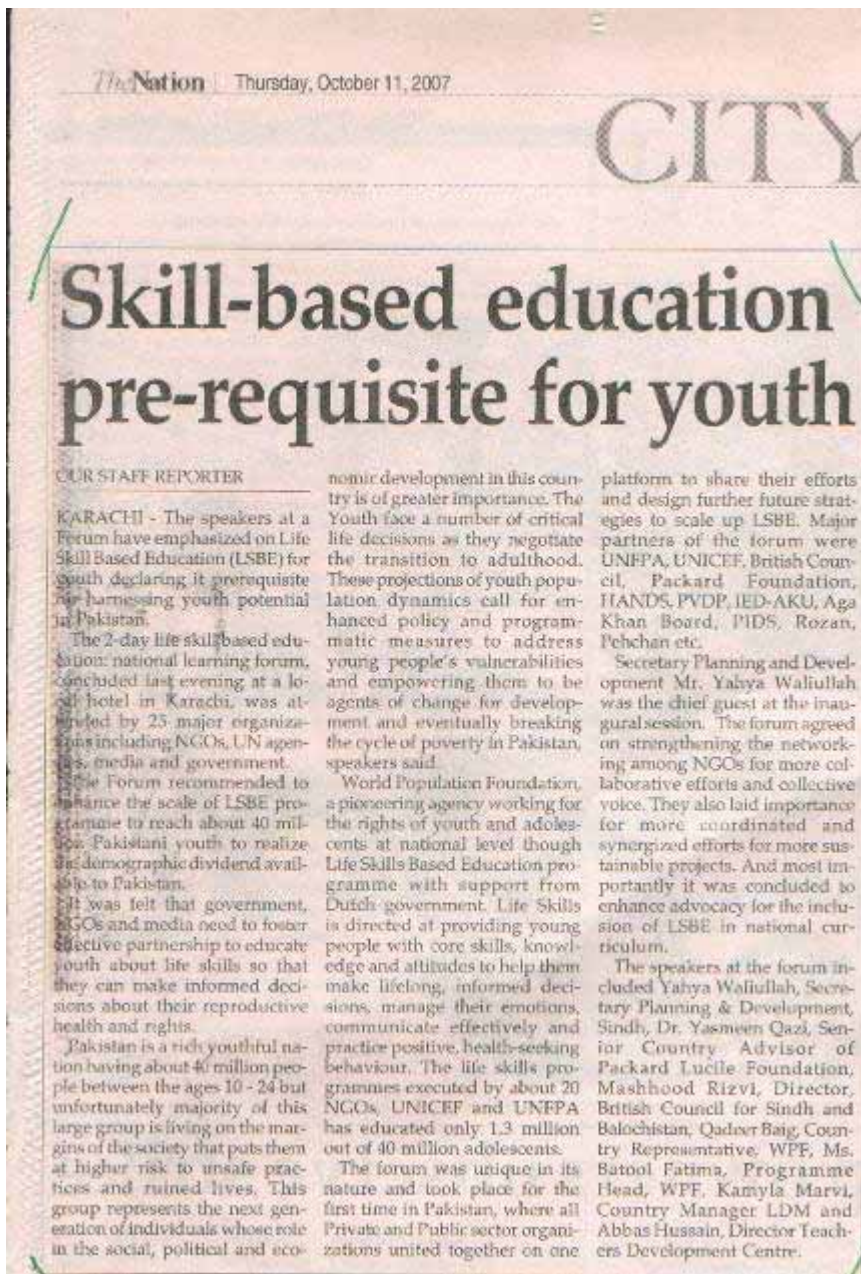 The Nation Thursday, October 11, 2007
CITY
Skill-based education
pre-requisite for youth
OUR STAFF REPORTER
KARACHI - The speakers at a
Forum have emphasized on Life
Skill Based Education (LSBE) for
youth declaring it prerequisite
for harnessing youth potential
in Pakistan.
The 2-day life skill based edu-
cation: national learning forum,
concluded last evening at a lo-
cal hotel in Karachi, was at-
tended by 25 major organiza-
tions including NGOs, UN agen-
cies, media and government.
The Forum recommended to
enhance the scale of LSBE pro-
gramme to reach about 40 mil-
lion Pakistani youth to realize
the demographic dividend avail-
able to Pakistan.
It was felt that government,
NGOs and media need to foster
effective partnership to educate
youth about life skills so that
they can make informed deci-
sions about their reproductive
health and rights.
Pakistan is a rich youthful na-
tion having about 40 million peo-
ple between the ages 10 - 24 but
unfortunately majority of this
large group is living on the mar-
gins of the society that puts them
at higher risk to unsafe prac-
tices and ruined lives. This
group represents the next gen-
eration of individuals whose role
in the social, political and eco-
nomic development in this coun-
try is of greater importance. The
Youth face a number of critical
life decisions as they negotiate
the transition to adulthood.
These projections of youth popu-
lation dynamics call for en-
hanced policy and program-
matic measures to address
young people's vulnerabilities
and empowering them to be
agents of change for develop-
ment and eventually breaking
the cycle of poverty in Pakistan,
speakers said.
World Population Foundation,
a pioneering agency working for
the rights of youth and adoles-
cents at national level though
Life Skills Based Education pro-
gramme with support from
Dutch government. Life Skills
is directed at providing young
people with core skills, knowl-
edge and attitudes to help them
make lifelong, informed deci-
sions, manage their emotions,
communicate effectively and
practice positive, health-seeking
behaviour. The life skills pro-
grammes executed by about 20
NGOs, UNICEF and UNFPA
has educated only 1.3 million
out of 40 million adolescents.
The forum was unique in its
nature and took place for the
first time in Pakistan, where all
Private and Public sector organi-
zations united together on one
platform to share their efforts
and design further future strat-
egies to scale up LSBE. Major
partners of the forum were
UNFPA, UNICEF, British Coun-
cil, Packard Foundation,
HANDS, PVDP, IED-AKU, Aga
Khan Board, PIDS, Rozan,
Pehchan etc.
Secretary Planning and Devel-
opment Mr. Yahya Waliullah
was the chief guest at the inau-
gural session. The forum agreed
on strengthening the network-
ing among NGOs for more col-
laborative efforts and collective
voice. They also laid importance
for more coordinated and
synergized efforts for more sus-
tainable projects. And most im-
portantly it was concluded to
enhance advocacy for the inclu-
sion of LSBE in national cur-
riculum.
The speakers at the forum in-
cluded Yahya Waliullah, Secre-
tary Planning & Development,
Sindh, Dr. Yasmeen Qazi, Sen-
ior Country Advisor of
Packard Lucile Foundation,
Mashhood Rizvi, Director,
British Council for Sindh and
Balochistan, Qadeer Baig, Coun-
try Representative, WPF, Ms.
Batool Fatima, Programme
Head, WPF, Kamyla Marvi,
Country Manager LDM and
Abbas Hussain, Director Teach-
ers Development Centre.